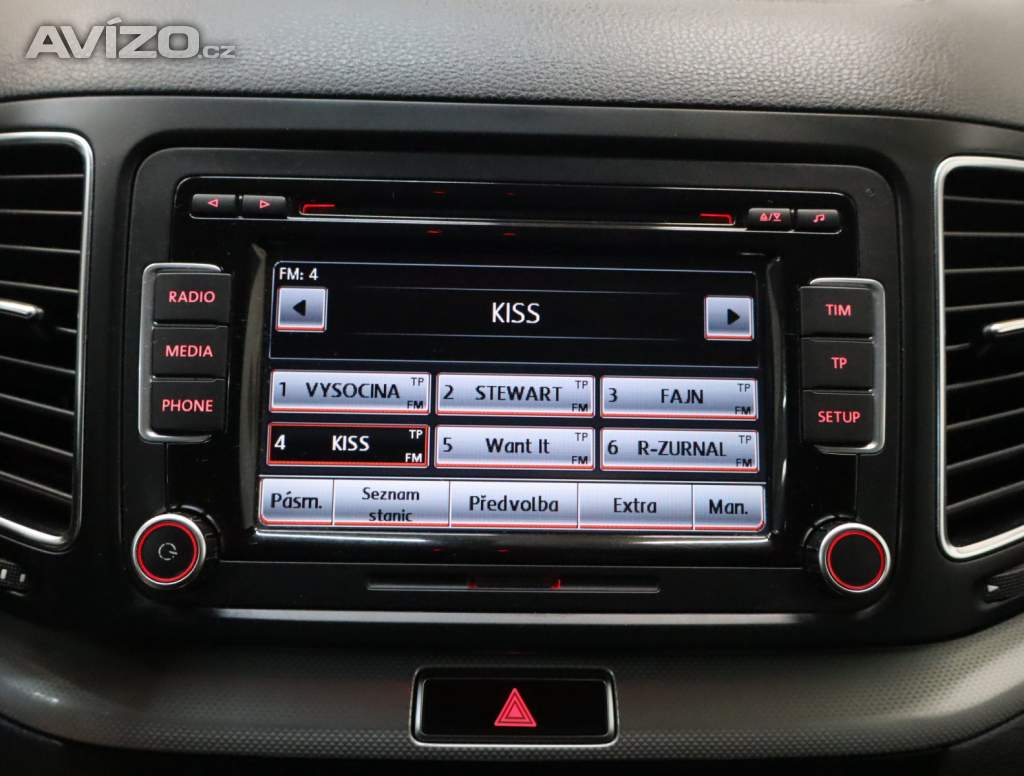 AVÍZO.cz
FM: 4
KISS
RADIO
MEDIA
PHONE
TIM
TP
SETUP
1 VYSOCINA TP FM
2 STEWART TP FM
3 FAJN TP FM
4 KISS TP FM
5 Want It TP FM
6 R-ZURNAL TP FM
Pásm.
Seznam
stanic
Předvolba
Extra
Man.